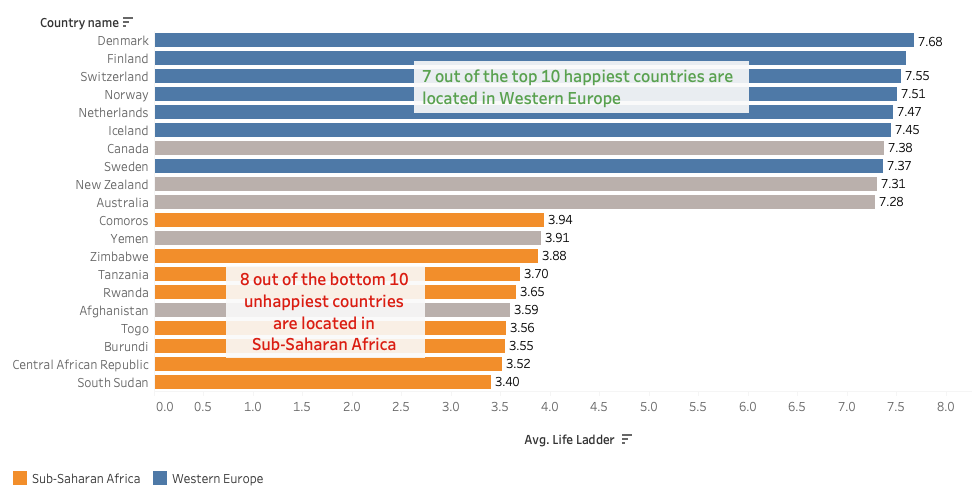 Country name
Denmark 7.68
Finland
Switzerland 7.55
7 out of the top 10 happiest countries are
located in Western Europe
Norway 7.51
Netherlands 7.47
Iceland 7.45
Canada 7.38
Sweden 7.37
New Zealand 7.31
Australia 7.28
Comoros 3.94
Yemen 3.91
Zimbabwe 3.88
Tanzania 3.70
Rwanda 3.65
Afghanistan 3.59
Togo 3.56
Burundi 3.55
8 out of the bottom 10
unhappiest countries
are located in
Sub-Saharan Africa
Central African Republic 3.52
South Sudan 3.40
0.0 0.5 1.0 1.5 2.0 2.5 3.0 3.5 4.0 4.5 5.0 5.5 6.0 6.5 7.0 7.5 8.0
Avg. Life Ladder
Sub-Saharan Africa Western Europe